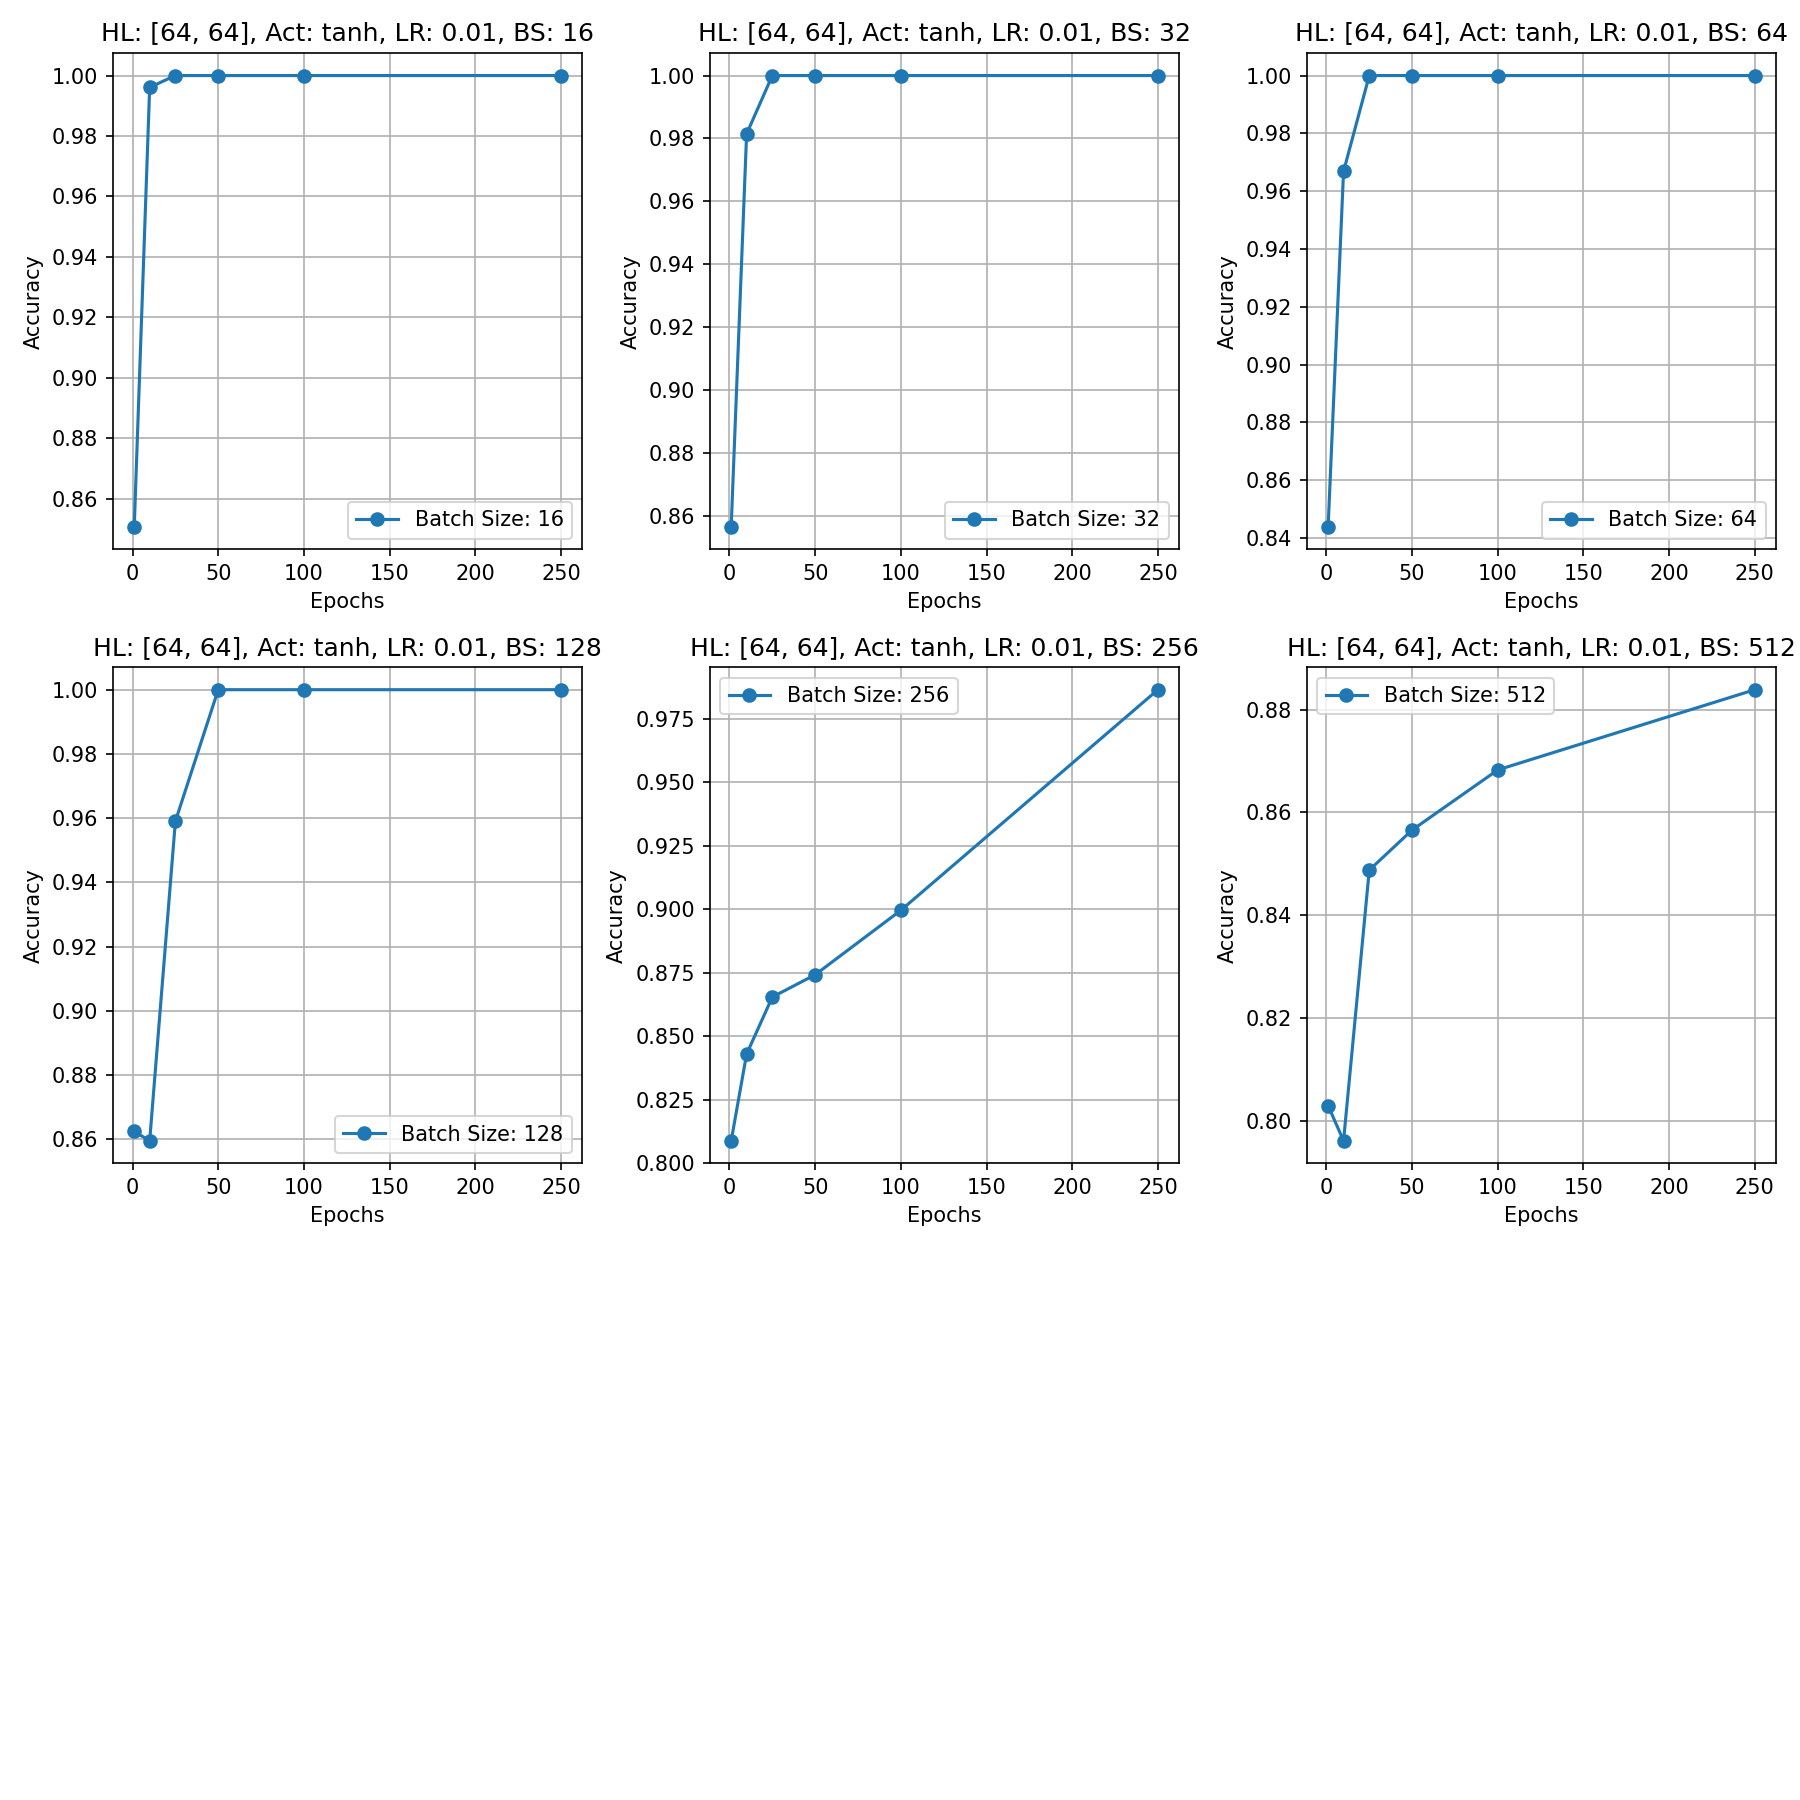 HL: [64, 64], Act: tanh, LR: 0.01, BS: 16
1.00
0.98
0.96
0.94
0.92
0.90
0.88
0.86
Accuracy
Batch Size: 16
0 50 100 150 200 250
Epochs
HL: [64, 64], Act: tanh, LR: 0.01, BS: 32
1.00
0.98
0.96
0.94
0.92
0.90
0.88
0.86
Accuracy
Batch Size: 32
0 50 100 150 200 250
Epochs
HL: [64, 64], Act: tanh, LR: 0.01, BS: 64
1.00
0.98
0.96
0.94
0.92
0.90
0.88
0.86
0.84
Accuracy
Batch Size: 64
0 50 100 150 200 250
Epochs
HL: [64, 64], Act: tanh, LR: 0.01, BS: 128
1.00
0.98
0.96
0.94
0.92
0.90
0.88
0.86
Accuracy
Batch Size: 128
0 50 100 150 200 250
Epochs
HL: [64, 64], Act: tanh, LR: 0.01, BS: 256
Batch Size: 256
0.975
0.950
0.925
0.900
0.875
0.850
0.825
0.800
Accuracy
0 50 100 150 200 250
Epochs
HL: [64, 64], Act: tanh, LR: 0.01, BS: 512
Batch Size: 512
0.88
0.86
0.84
0.82
0.80
Accuracy
0 50 100 150 200 250
Epochs